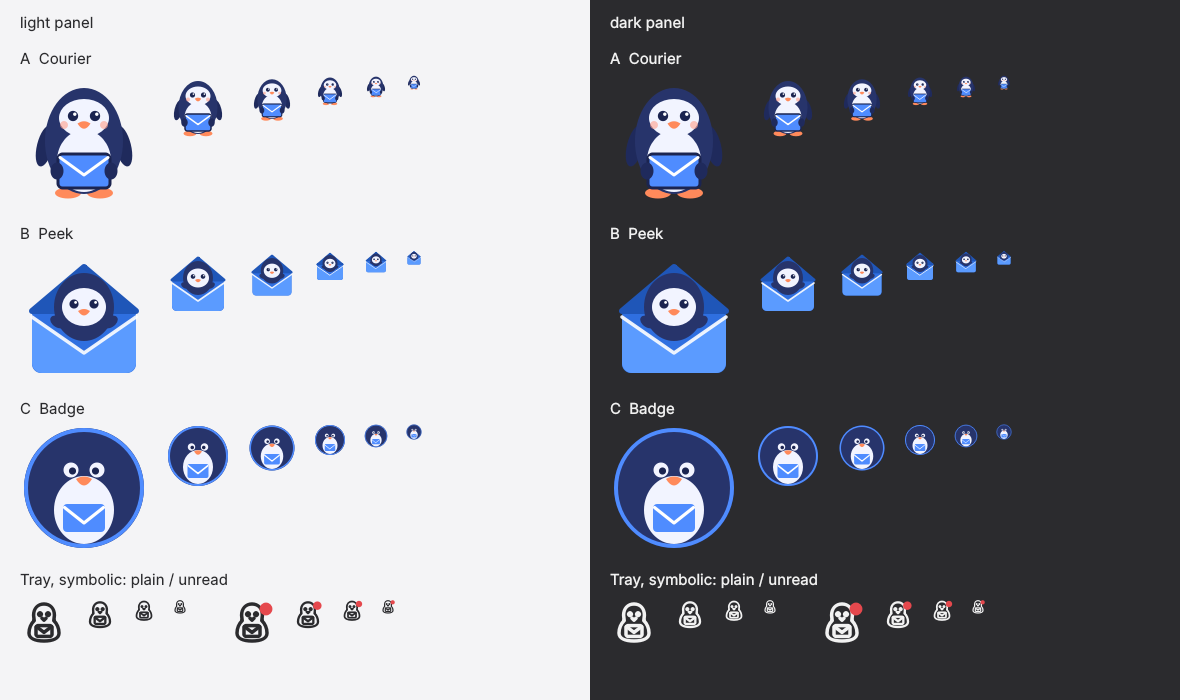 light panel
A Courier
B Peek
C Badge
Tray, symbolic: plain / unread
dark panel
A Courier
B Peek
C Badge
Tray, symbolic: plain / unread